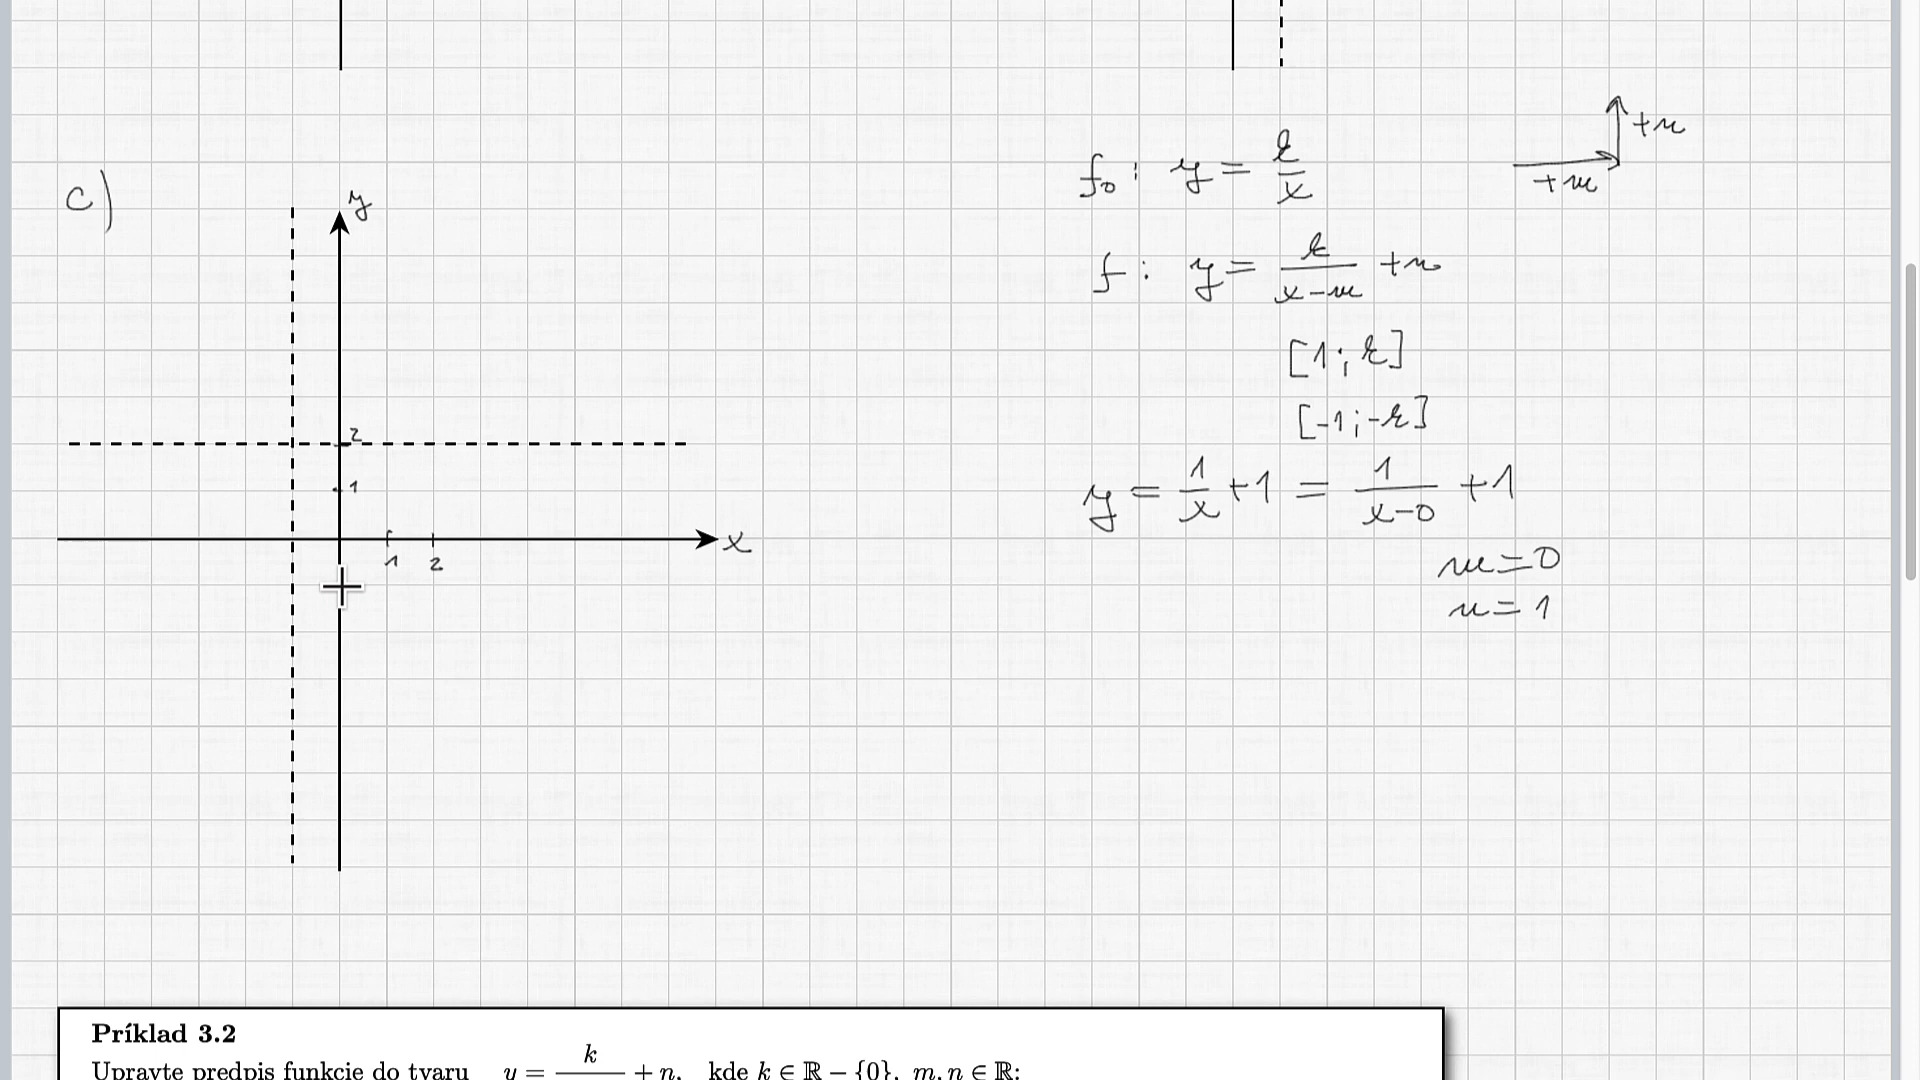 c)
y
2
1
1 2
x
f₀: y = k/x
+m
+n
f: y = k/(x-m) +n
[1; k]
[-1; -k]
y = 1/x +1 = 1/(x-0) +1
m=0
n=1
Príklad 3.2
Upravte predpis funkcie do tvaru y = k/ + n, kde k ∈ ℝ − {0}, m, n ∈ ℝ: